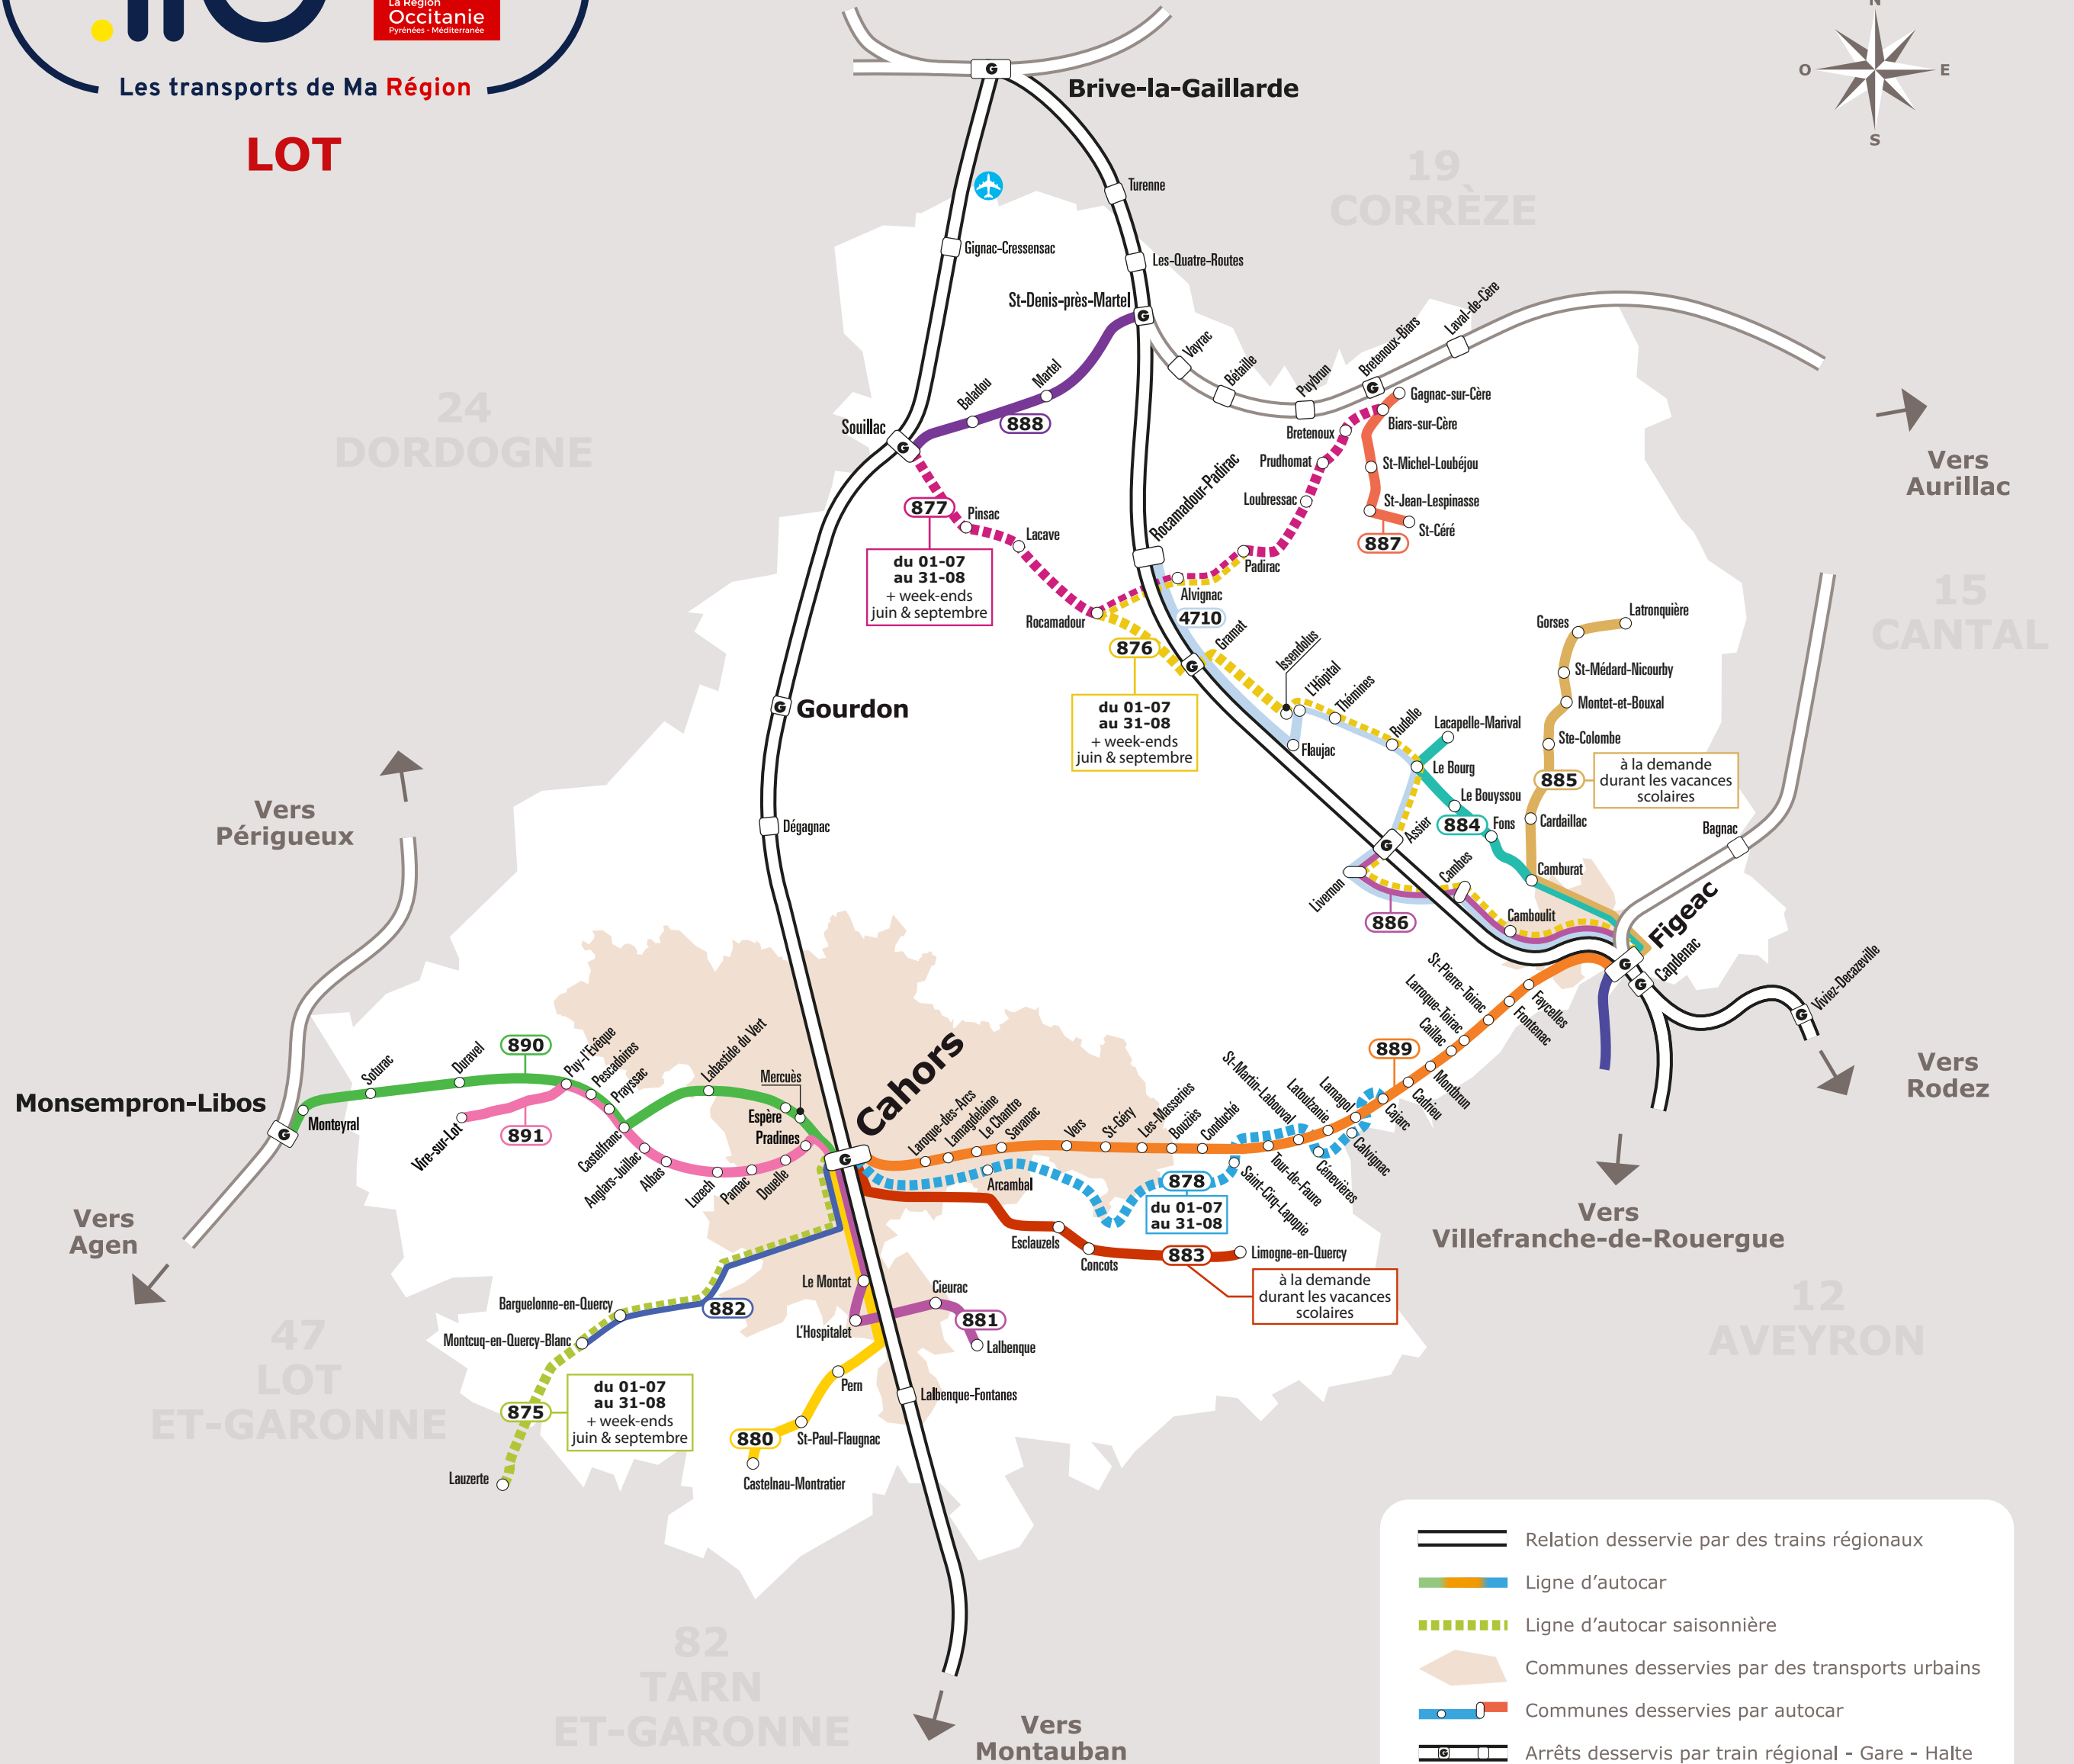 La Région
Occitanie
Pyrénées - Méditerranée
Les transports de Ma Région
LOT
N
O
E
S
Brive-la-Gaillarde
19
CORRÈZE
Turenne
Gignac-Cressensac
Les-Quatre-Routes
St-Denis-près-Martel
Vayrac
Bétaille
Puybrun
Bretenoux-Biars
Laval-de-Cère
Gagnac-sur-Cère
Biars-sur-Cère
Bretenoux
St-Michel-Loubéjou
Prudhomat
Loubressac
St-Jean-Lespinasse
St-Céré
887
Padirac
24
DORDOGNE
Martel
Baladou
888
Souillac
877
Pinsac
Lacave
du 01-07
au 31-08
+ week-ends
juin & septembre
Rocamadour-Padirac
Rocamadour
Alvignac
4710
876
Gramat
du 01-07
au 31-08
+ week-ends
juin & septembre
Issendolus
L'Hôpital
Thémines
Rudelle
Flaujac
Lacapelle-Marival
Le Bourg
Le Bouyssou
884
Fons
Assier
Livernon
Cambes
886
Camboulit
Gorses
Latronquière
St-Médard-Nicourby
Montet-et-Bouxal
Ste-Colombe
885
à la demande
durant les vacances
scolaires
Cardaillac
Camburat
Bagnac
Vers
Aurillac
15
CANTAL
Gourdon
Dégagnac
Vers
Périgueux
Figeac
Capdenac
Viviez-Decazeville
Vers
Rodez
Vers
Villefranche-de-Rouergue
12
AVEYRON
Monsempron-Libos
Monteyral
Soturac
Duravel
890
Puy-l'Evêque
Pescadoires
Prayssac
Vire-sur-Lot
891
Castelfranc
Labastide du Vert
Mercuès
Espère
Pradines
Anglars-Juillac
Albas
Luzech
Parnac
Douelle
Cahors
Laroque-des-Arcs
Lamagdelaine
Le Chantre
Savanac
Vers
St-Géry
Les-Masseries
Bouziès
Conduché
St-Martin-Labouval
Latoulzanie
Larnagol
889
Calvignac
Cajarc
Cadrieu
Montbrun
Caillac
Larroque-Toirac
St-Pierre-Toirac
Frontenac
Faycelles
Arcambal
878
du 01-07
au 31-08
Saint-Cirq-Lapopie
Tour-de-Faure
Cénevières
Esclauzels
Concots
883
Limogne-en-Quercy
à la demande
durant les vacances
scolaires
Vers
Agen
47
LOT
ET-GARONNE
Le Montat
Cieurac
L'Hospitalet
881
Lalbenque
Barguelonne-en-Quercy
882
Montcuq-en-Quercy-Blanc
875
du 01-07
au 31-08
+ week-ends
juin & septembre
Lauzerte
Pern
880
St-Paul-Flaugnac
Castelnau-Montratier
Lalbenque-Fontanes
82
TARN
ET-GARONNE
Vers
Montauban
Relation desservie par des trains régionaux
Ligne d'autocar
Ligne d'autocar saisonnière
Communes desservies par des transports urbains
Communes desservies par autocar
Arrêts desservis par train régional - Gare - Halte